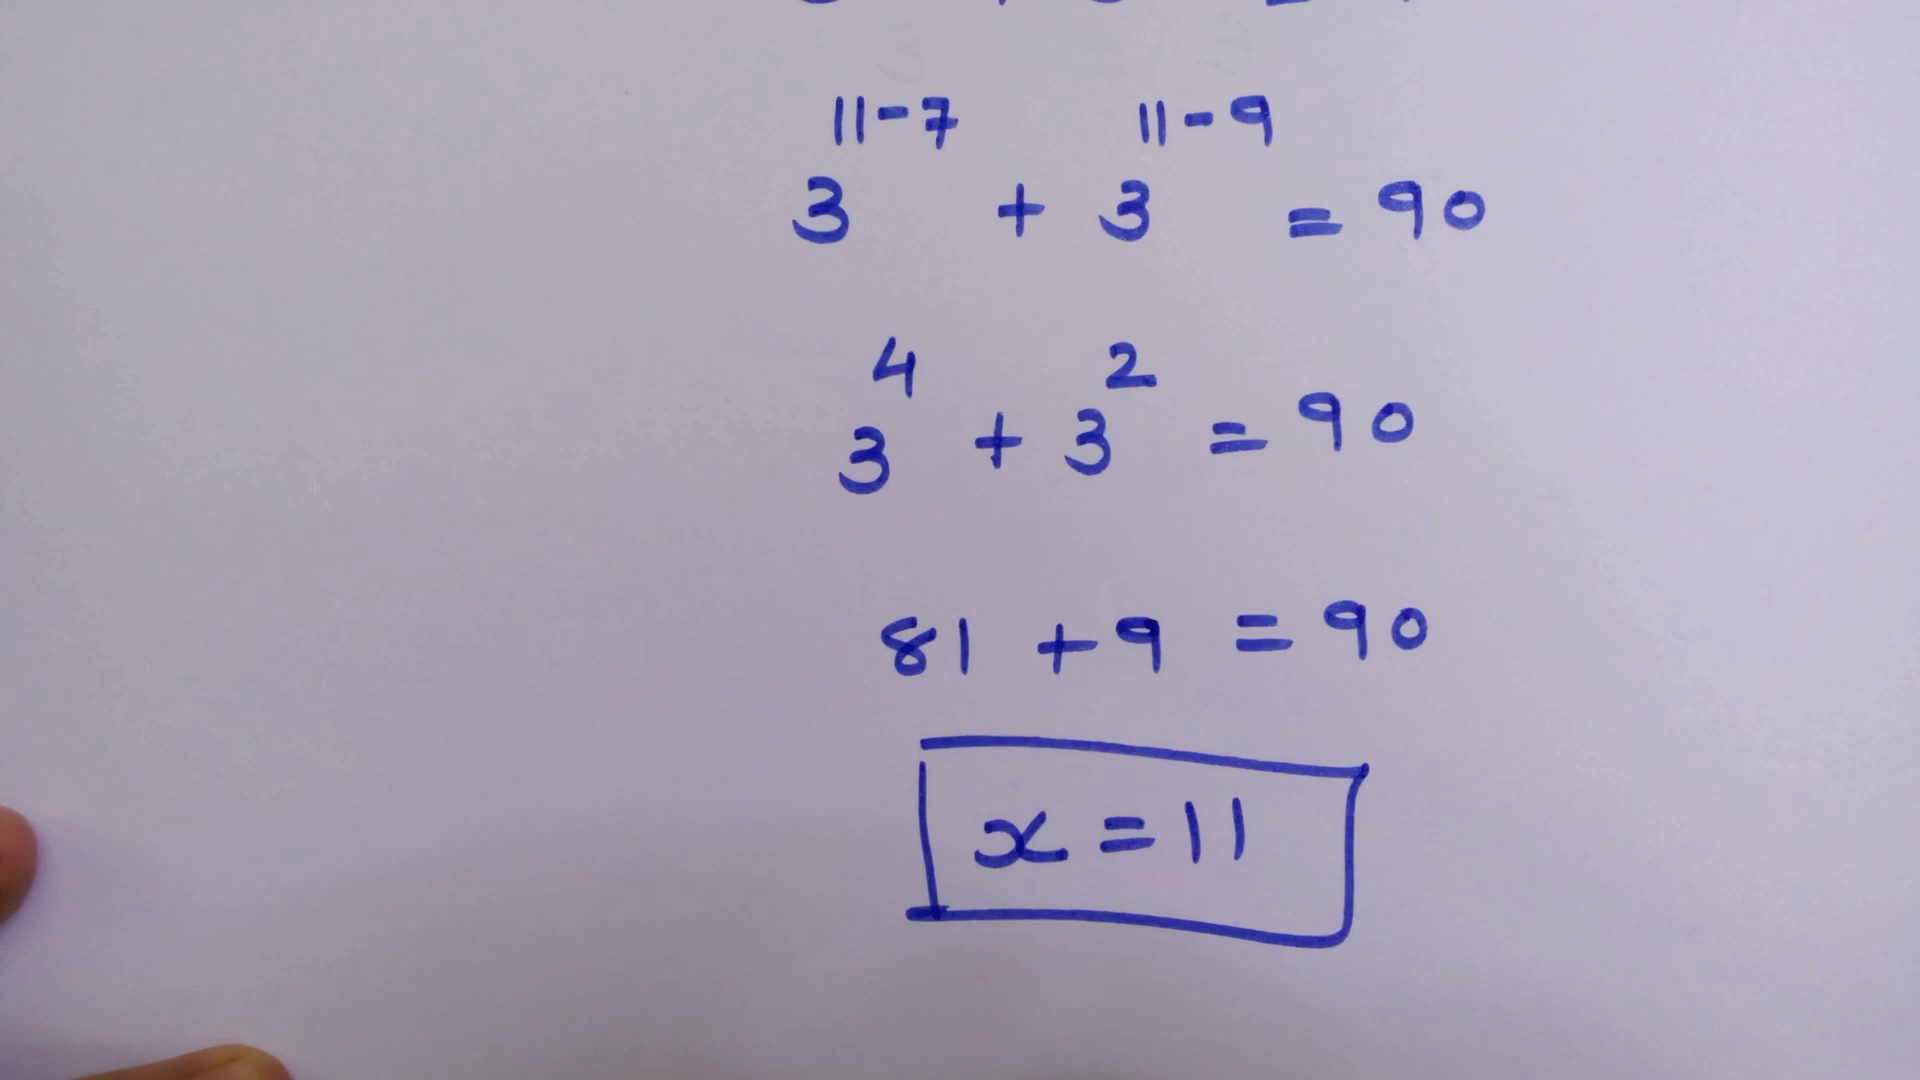 3^{11-7} + 3^{11-9} = 90
3^4 + 3^2 = 90
81 + 9 = 90
x = 11